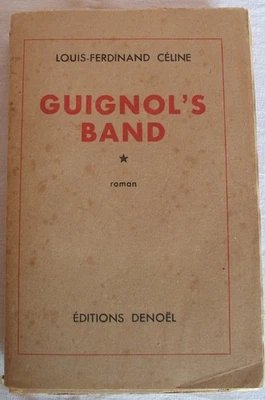 LOUIS-FERDINAND CÉLINE
GUIGNOL'S
BAND
*
roman
ÉDITIONS DENOËL